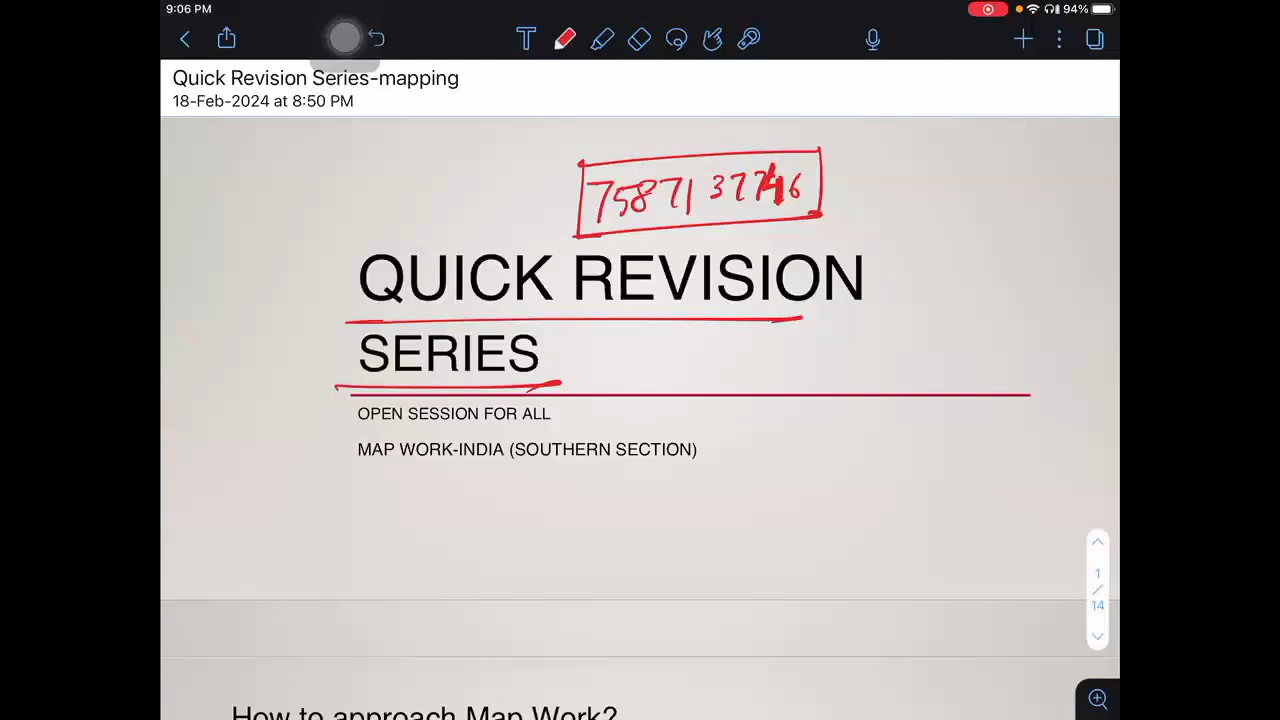 9:06 PM
94%
T
Quick Revision Series-mapping
18-Feb-2024 at 8:50 PM
QUICK REVISION
SERIES
OPEN SESSION FOR ALL
MAP WORK-INDIA (SOUTHERN SECTION)
1
/
14
How to approach Map Work?